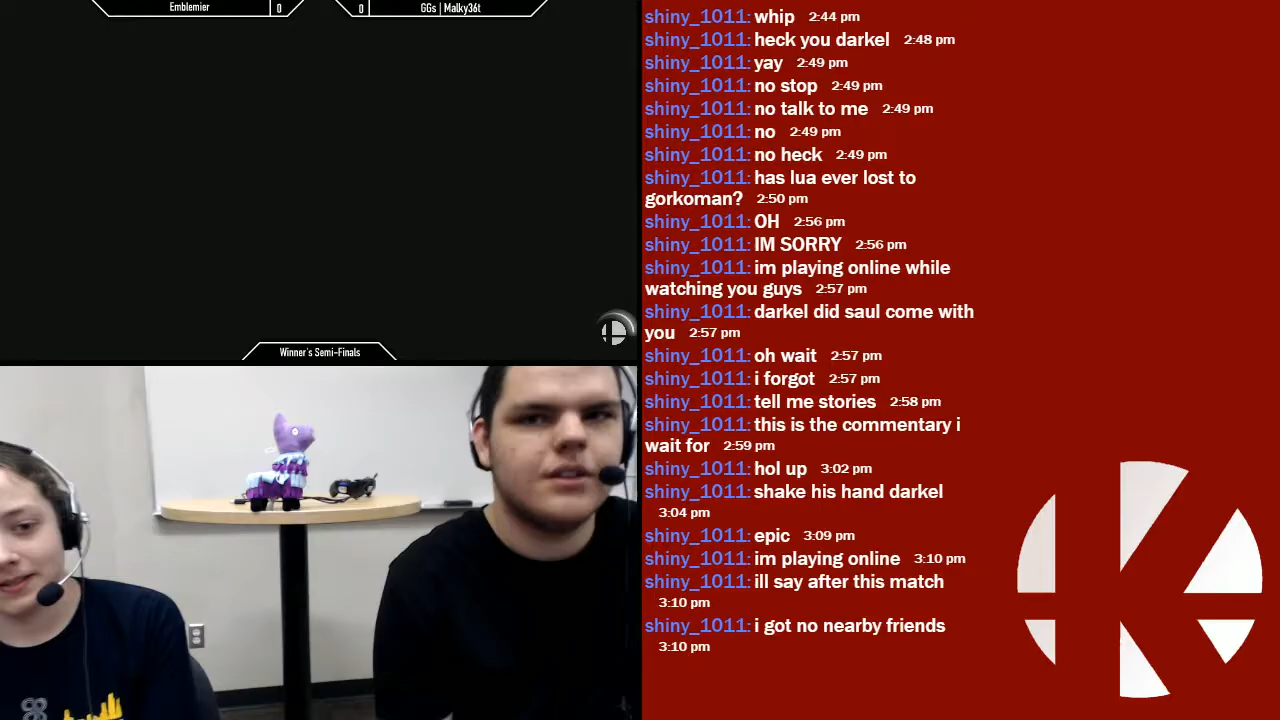 Emblemier 0 0 GGs | Malky36t
Winner's Semi-Finals
shiny_1011: whip 2:44 pm
shiny_1011: heck you darkel 2:48 pm
shiny_1011: yay 2:49 pm
shiny_1011: no stop 2:49 pm
shiny_1011: no talk to me 2:49 pm
shiny_1011: no 2:49 pm
shiny_1011: no heck 2:49 pm
shiny_1011: has lua ever lost to
gorkoman? 2:50 pm
shiny_1011: OH 2:56 pm
shiny_1011: IM SORRY 2:56 pm
shiny_1011: im playing online while
watching you guys 2:57 pm
shiny_1011: darkel did saul come with
you 2:57 pm
shiny_1011: oh wait 2:57 pm
shiny_1011: i forgot 2:57 pm
shiny_1011: tell me stories 2:58 pm
shiny_1011: this is the commentary i
wait for 2:59 pm
shiny_1011: hol up 3:02 pm
shiny_1011: shake his hand darkel
3:04 pm
shiny_1011: epic 3:09 pm
shiny_1011: im playing online 3:10 pm
shiny_1011: ill say after this match
3:10 pm
shiny_1011: i got no nearby friends
3:10 pm